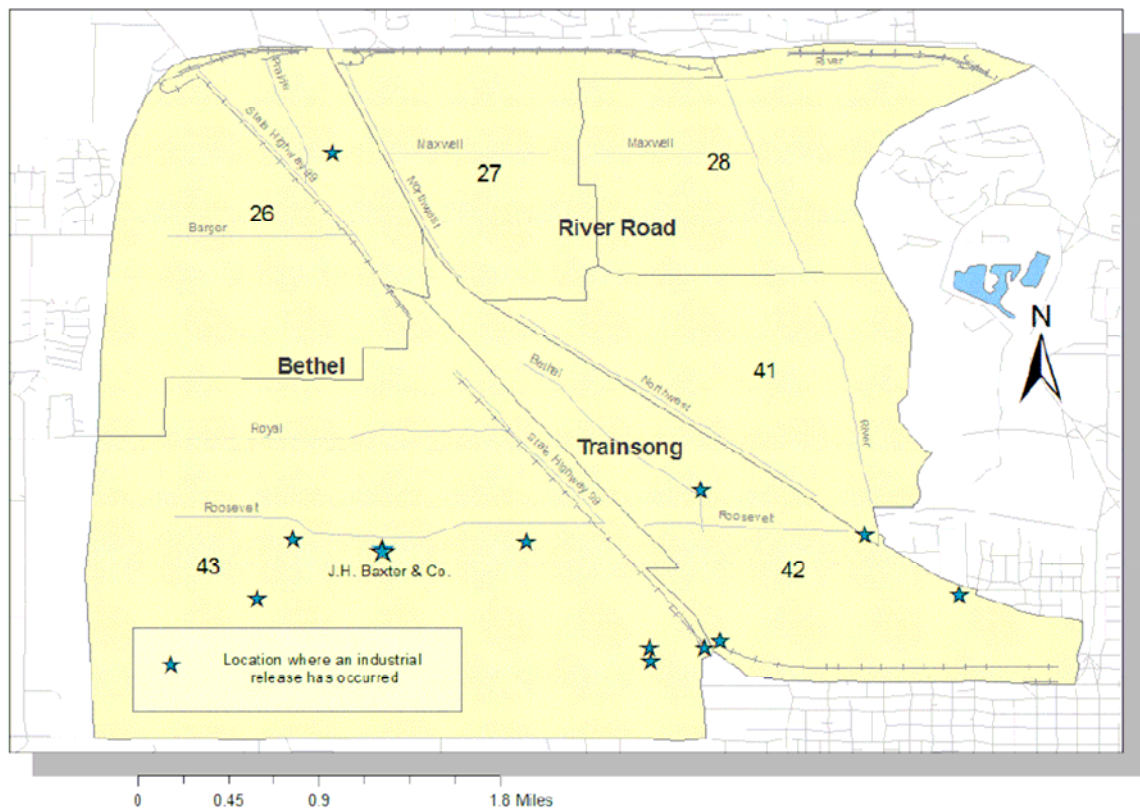 River
Prairie
State Highway 99
Maxwell
Maxwell
27
28
Northwest
26
Barger
River Road
N
Bethel
Bethel
41
Northwest
Royal
Trainsong
River
State Highway 99
Roosevelt
Roosevelt
43
J.H. Baxter & Co.
42
Location where an industrial
release has occurred
0 0.45 0.9 1.8 Miles